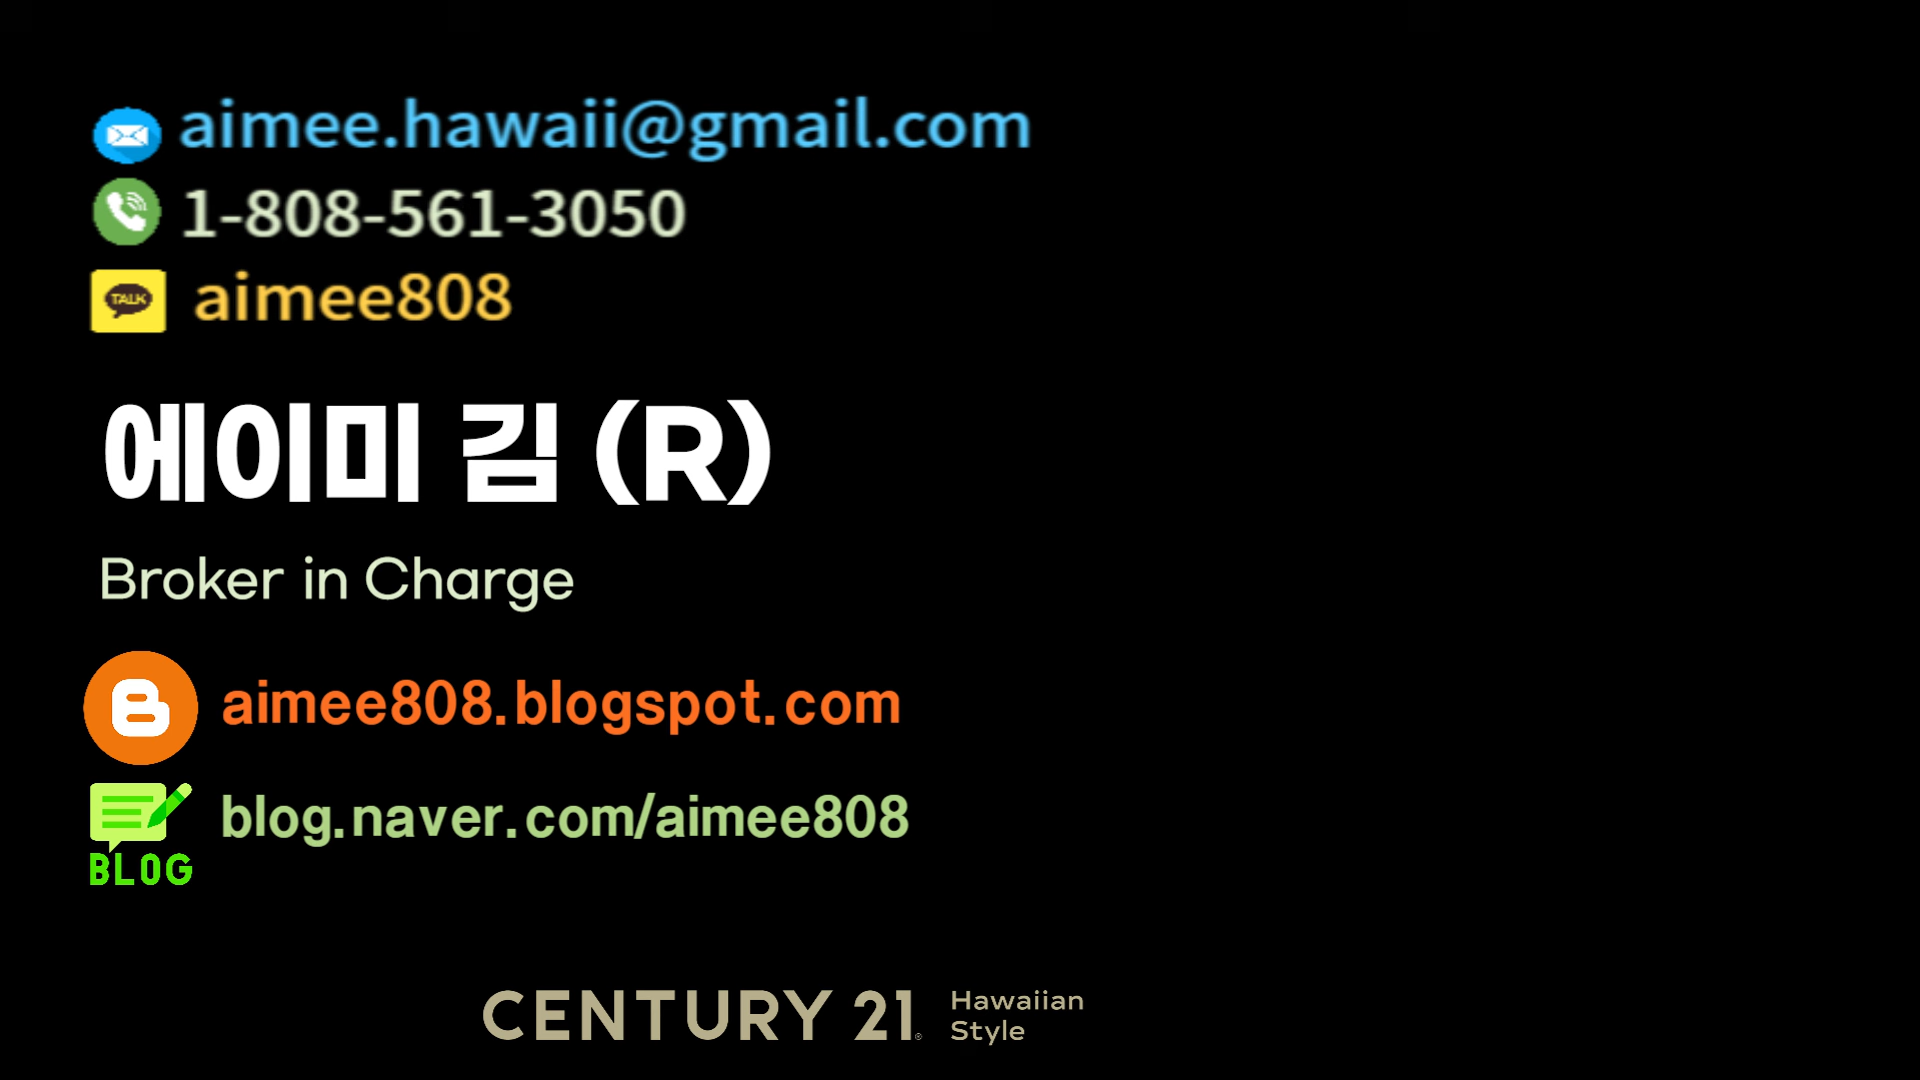 aimee.hawaii@gmail.com
1-808-561-3050
TALK aimee808
에이미 김 (R)
Broker in Charge
B aimee808.blogspot.com
blog.naver.com/aimee808
BLOG
CENTURY 21® Hawaiian
Style